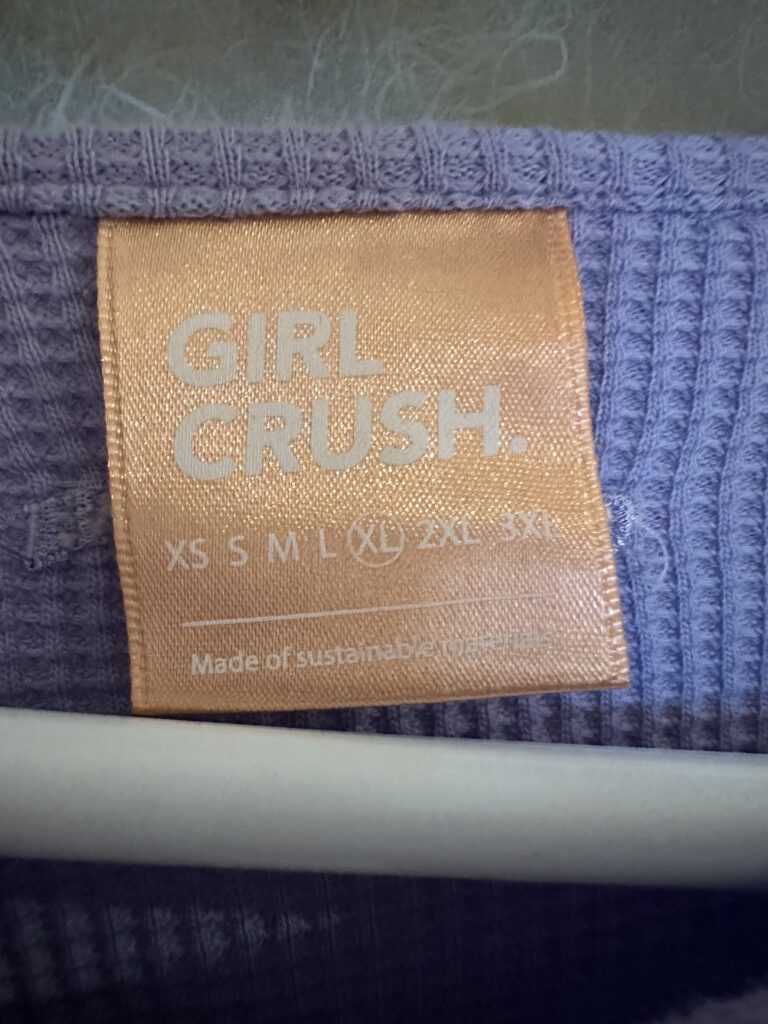 GIRL
CRUSH.
XS S M L XL 2XL 3XL
Made of sustainable materials.